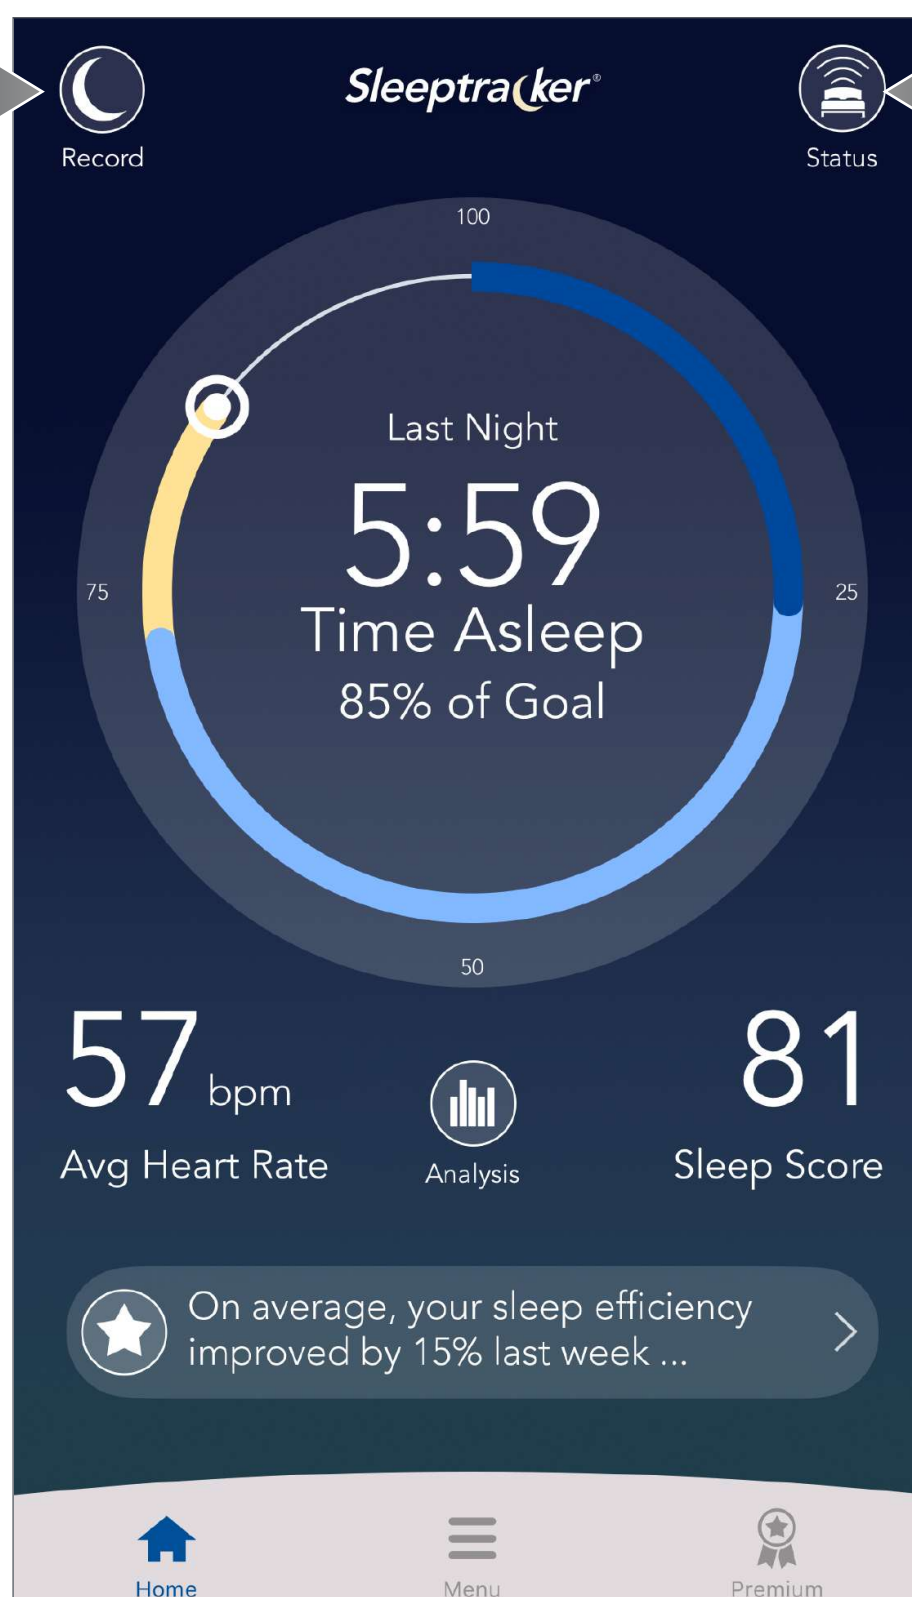 Sleeptracker®
Record
Status
100
Last Night
5:59
Time Asleep
85% of Goal
75
25
50
57 bpm
Avg Heart Rate
Analysis
81
Sleep Score
On average, your sleep efficiency
improved by 15% last week ...
Home
Menu
Premium